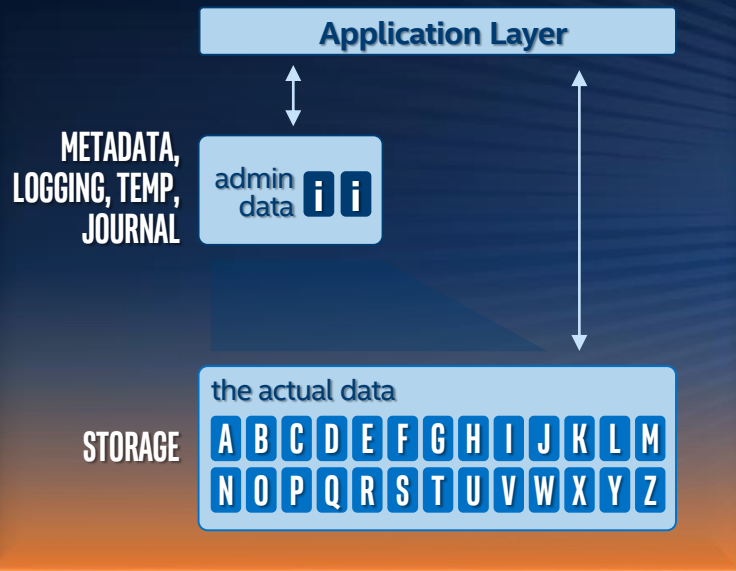 Application Layer
METADATA,
LOGGING, TEMP,
JOURNAL
admin
data i i
STORAGE
the actual data
A B C D E F G H I J K L M
N O P Q R S T U V W X Y Z